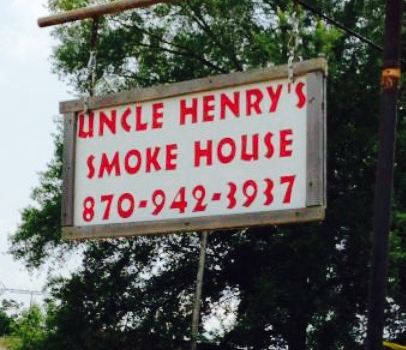 UNCLE HENRY'S
SMOKE HOUSE
870-942-3937